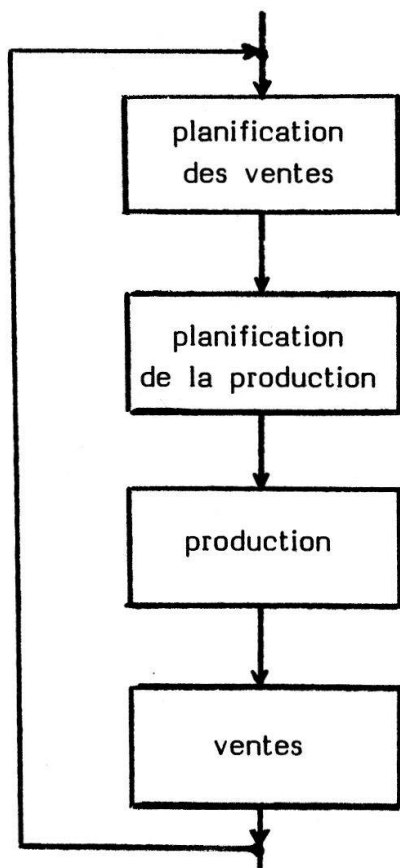 planification
des ventes
planification
de la production
production
ventes